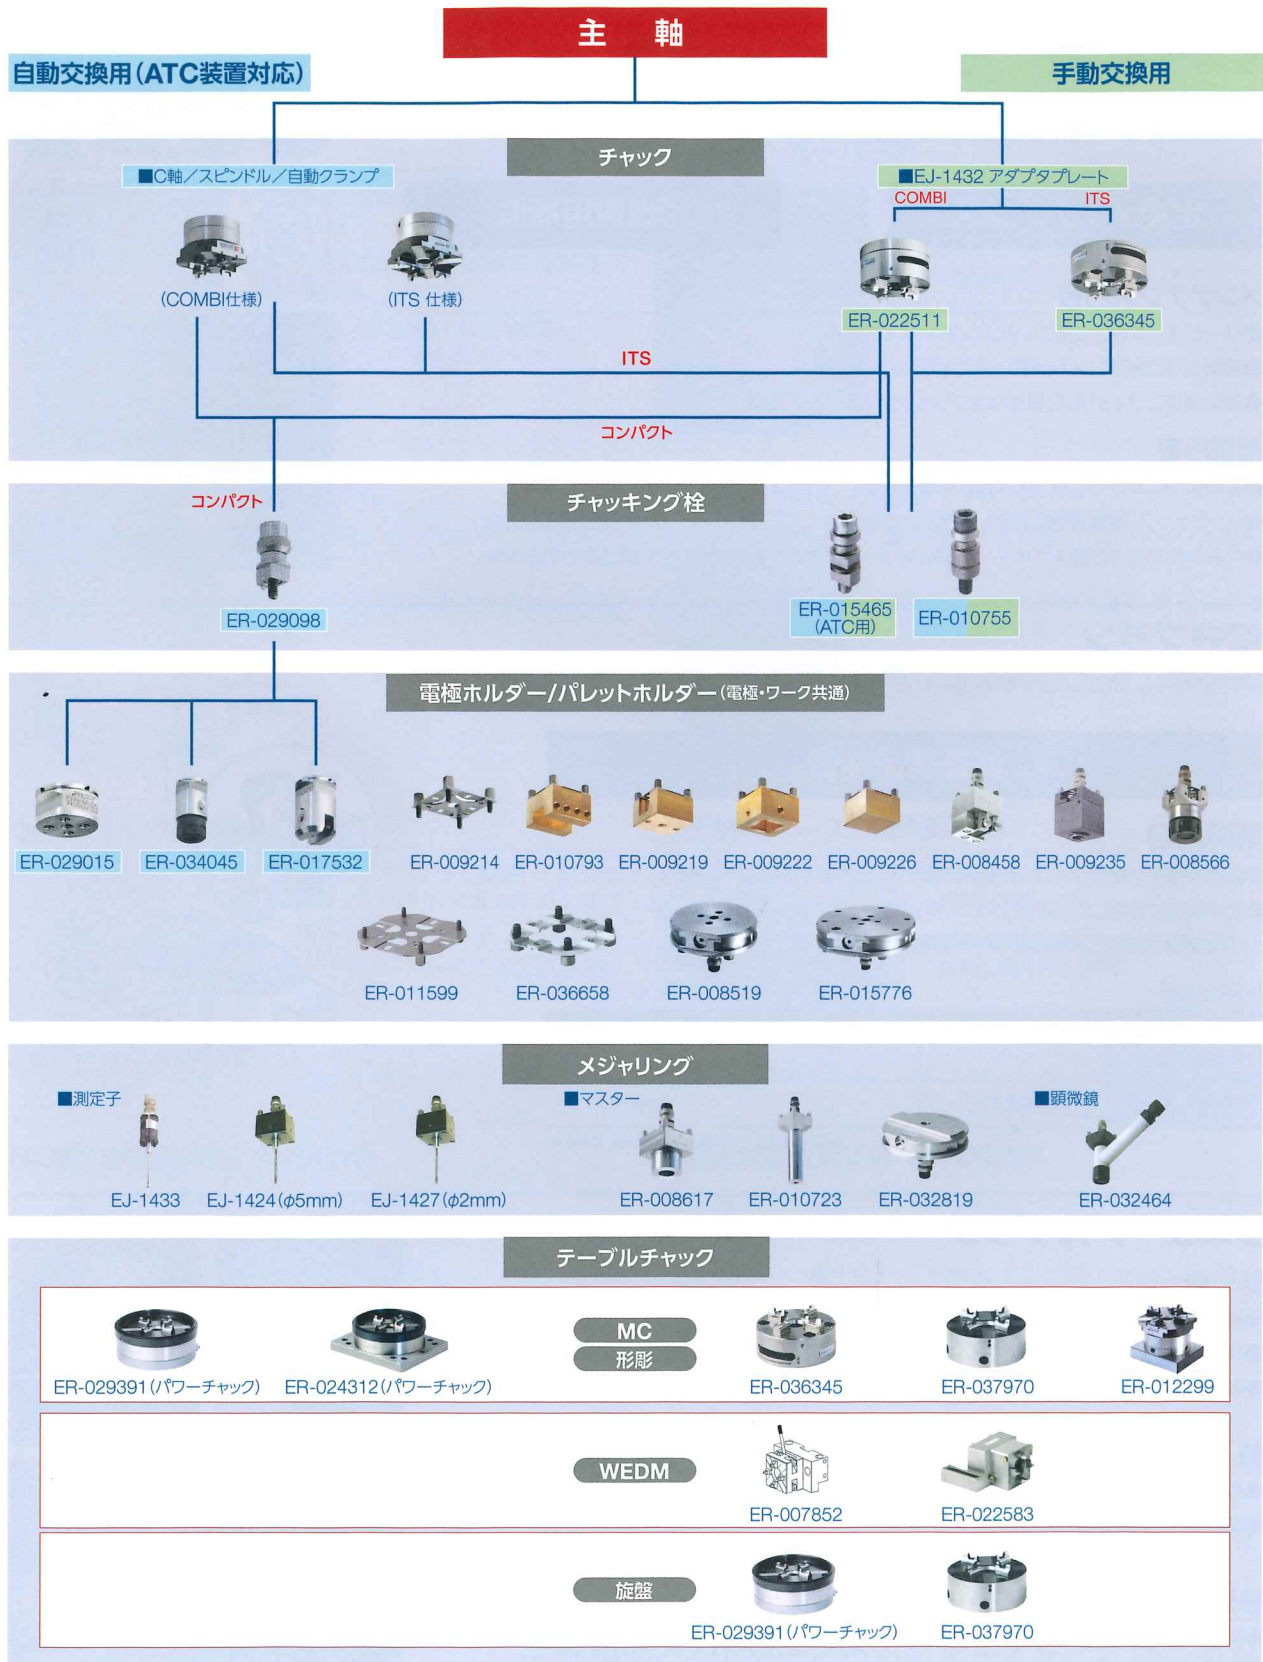 主 軸
自動交換用(ATC装置対応)
手動交換用
チャック
■C軸/スピンドル/自動クランプ
■EJ-1432 アダプタプレート
COMBI
ITS
(COMBI仕様)
(ITS 仕様)
ER-022511
ER-036345
ITS
コンパクト
チャッキング栓
コンパクト
ER-029098
ER-015465
(ATC用)
ER-010755
電極ホルダー/パレットホルダー(電極・ワーク共通)
ER-029015
ER-034045
ER-017532
ER-009214
ER-010793
ER-009219
ER-009222
ER-009226
ER-008458
ER-009235
ER-008566
ER-011599
ER-036658
ER-008519
ER-015776
メジャリング
■測定子
■マスター
■顕微鏡
EJ-1433
EJ-1424(φ5mm)
EJ-1427(φ2mm)
ER-008617
ER-010723
ER-032819
ER-032464
テーブルチャック
MC
形彫
ER-029391(パワーチャック)
ER-024312(パワーチャック)
ER-036345
ER-037970
ER-012299
WEDM
ER-007852
ER-022583
旋盤
ER-029391(パワーチャック)
ER-037970